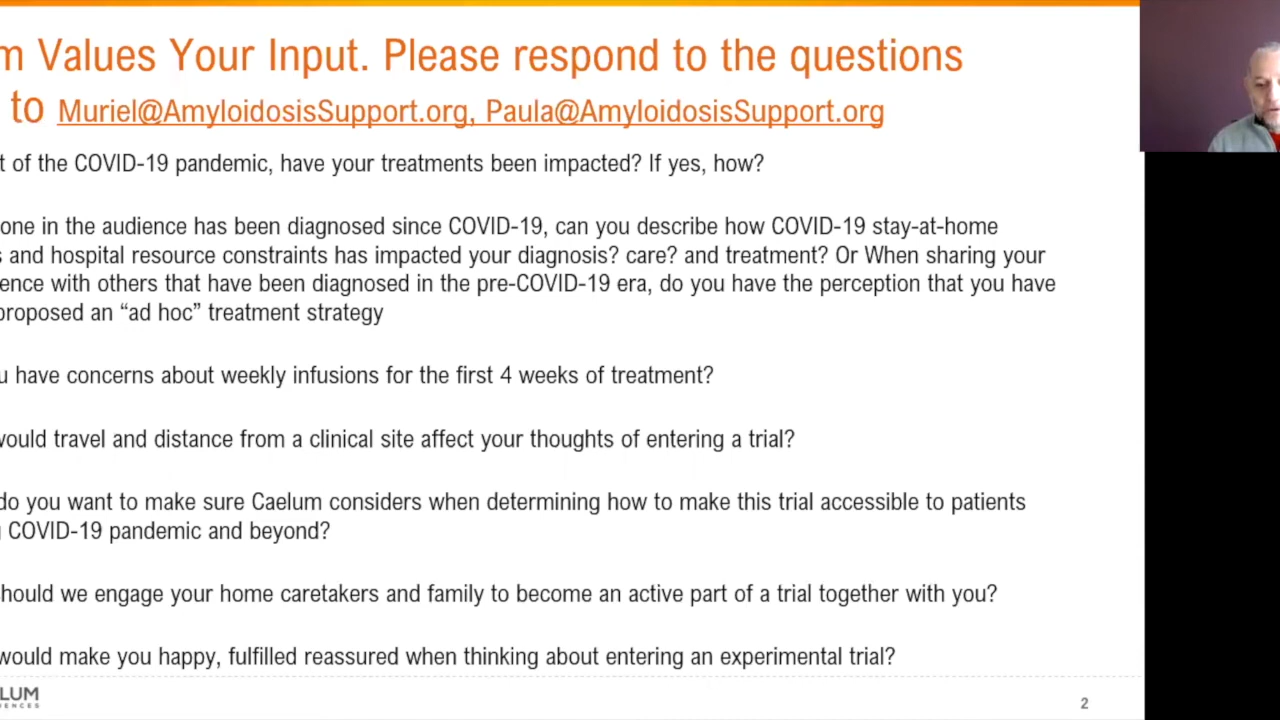 m Values Your Input. Please respond to the questions
to Muriel@AmyloidosisSupport.org, Paula@AmyloidosisSupport.org
t of the COVID-19 pandemic, have your treatments been impacted? If yes, how?
one in the audience has been diagnosed since COVID-19, can you describe how COVID-19 stay-at-home
s and hospital resource constraints has impacted your diagnosis? care? and treatment? Or When sharing your
ence with others that have been diagnosed in the pre-COVID-19 era, do you have the perception that you have
proposed an “ad hoc” treatment strategy
u have concerns about weekly infusions for the first 4 weeks of treatment?
would travel and distance from a clinical site affect your thoughts of entering a trial?
do you want to make sure Caelum considers when determining how to make this trial accessible to patients
g COVID-19 pandemic and beyond?
hould we engage your home caretakers and family to become an active part of a trial together with you?
would make you happy, fulfilled reassured when thinking about entering an experimental trial?
LUM
ENCES
2